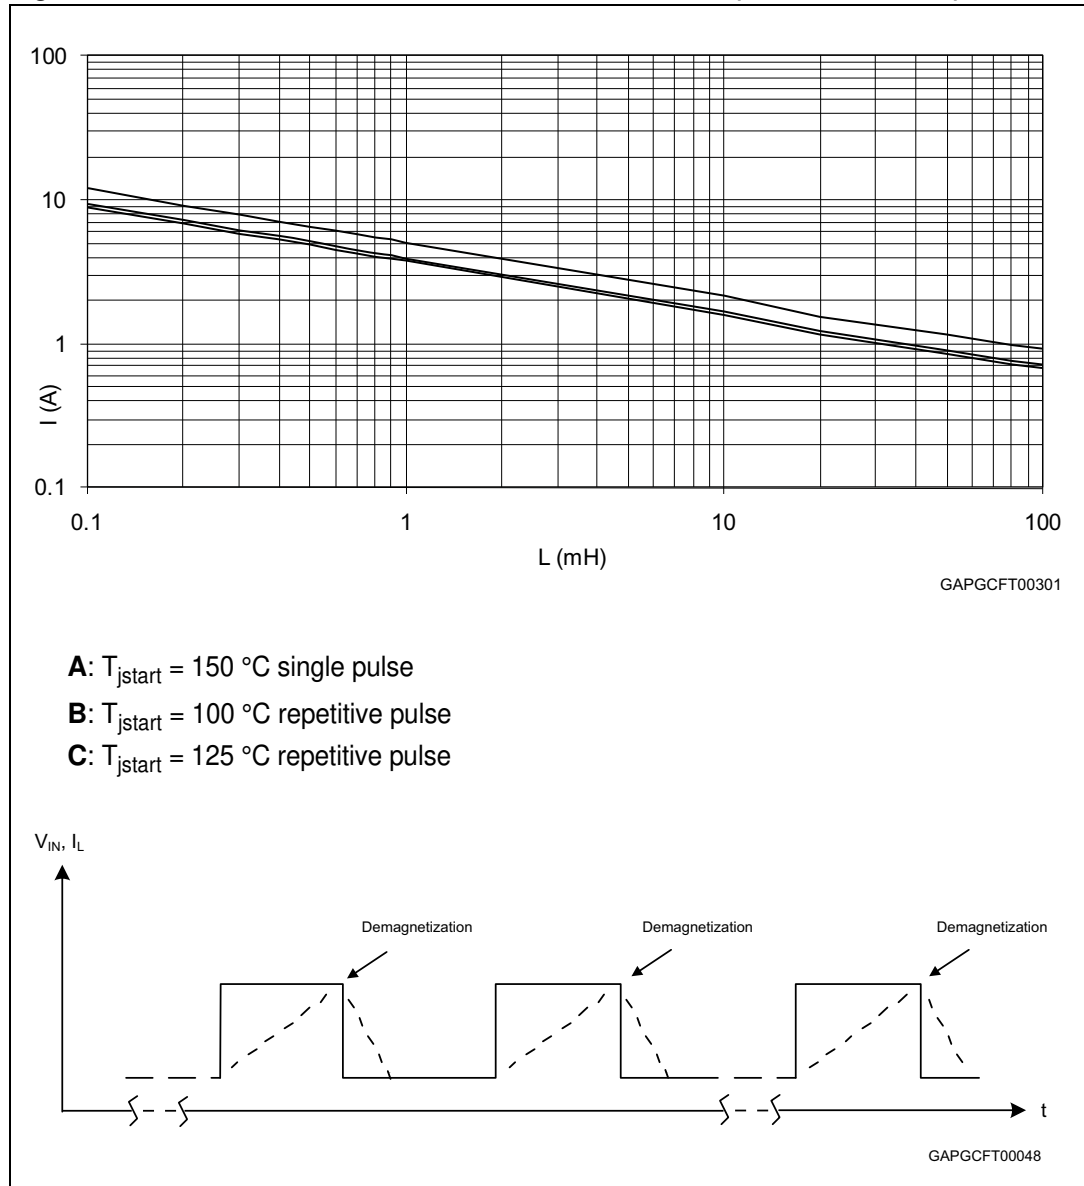 100
10
1
0.1
I (A)
0.1 1 10 100
L (mH)
GAPGCFT00301
A: Tjstart = 150 °C single pulse
B: Tjstart = 100 °C repetitive pulse
C: Tjstart = 125 °C repetitive pulse
VIN, IL
Demagnetization Demagnetization Demagnetization
t
GAPGCFT00048